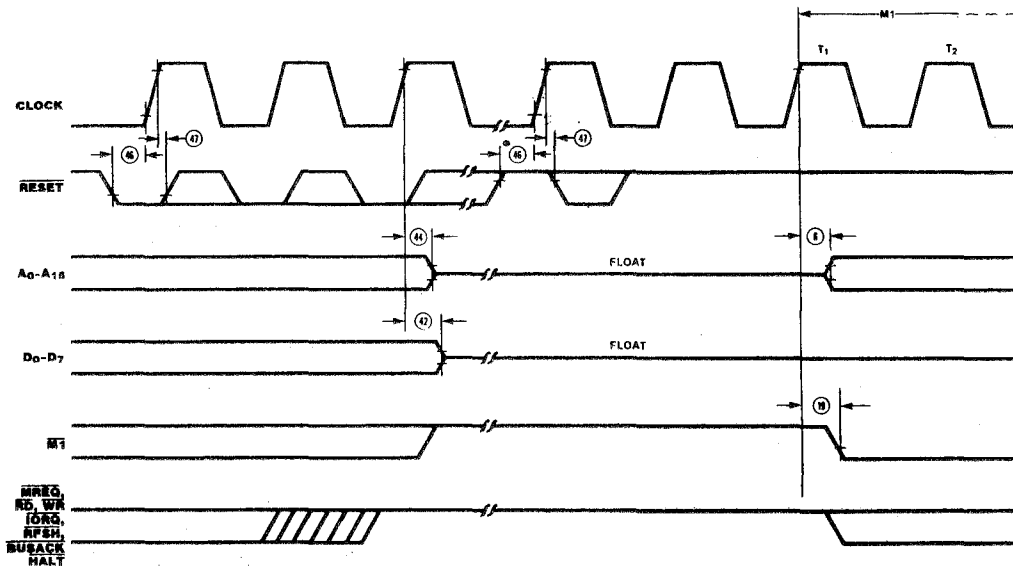 M1
T1 T2
CLOCK
47 47
46 46
RESET
44 6
A0-A15
FLOAT
42
D0-D7
FLOAT
19
M1
MREQ,
RD, WR
IORQ,
RFSH,
BUSACK
HALT